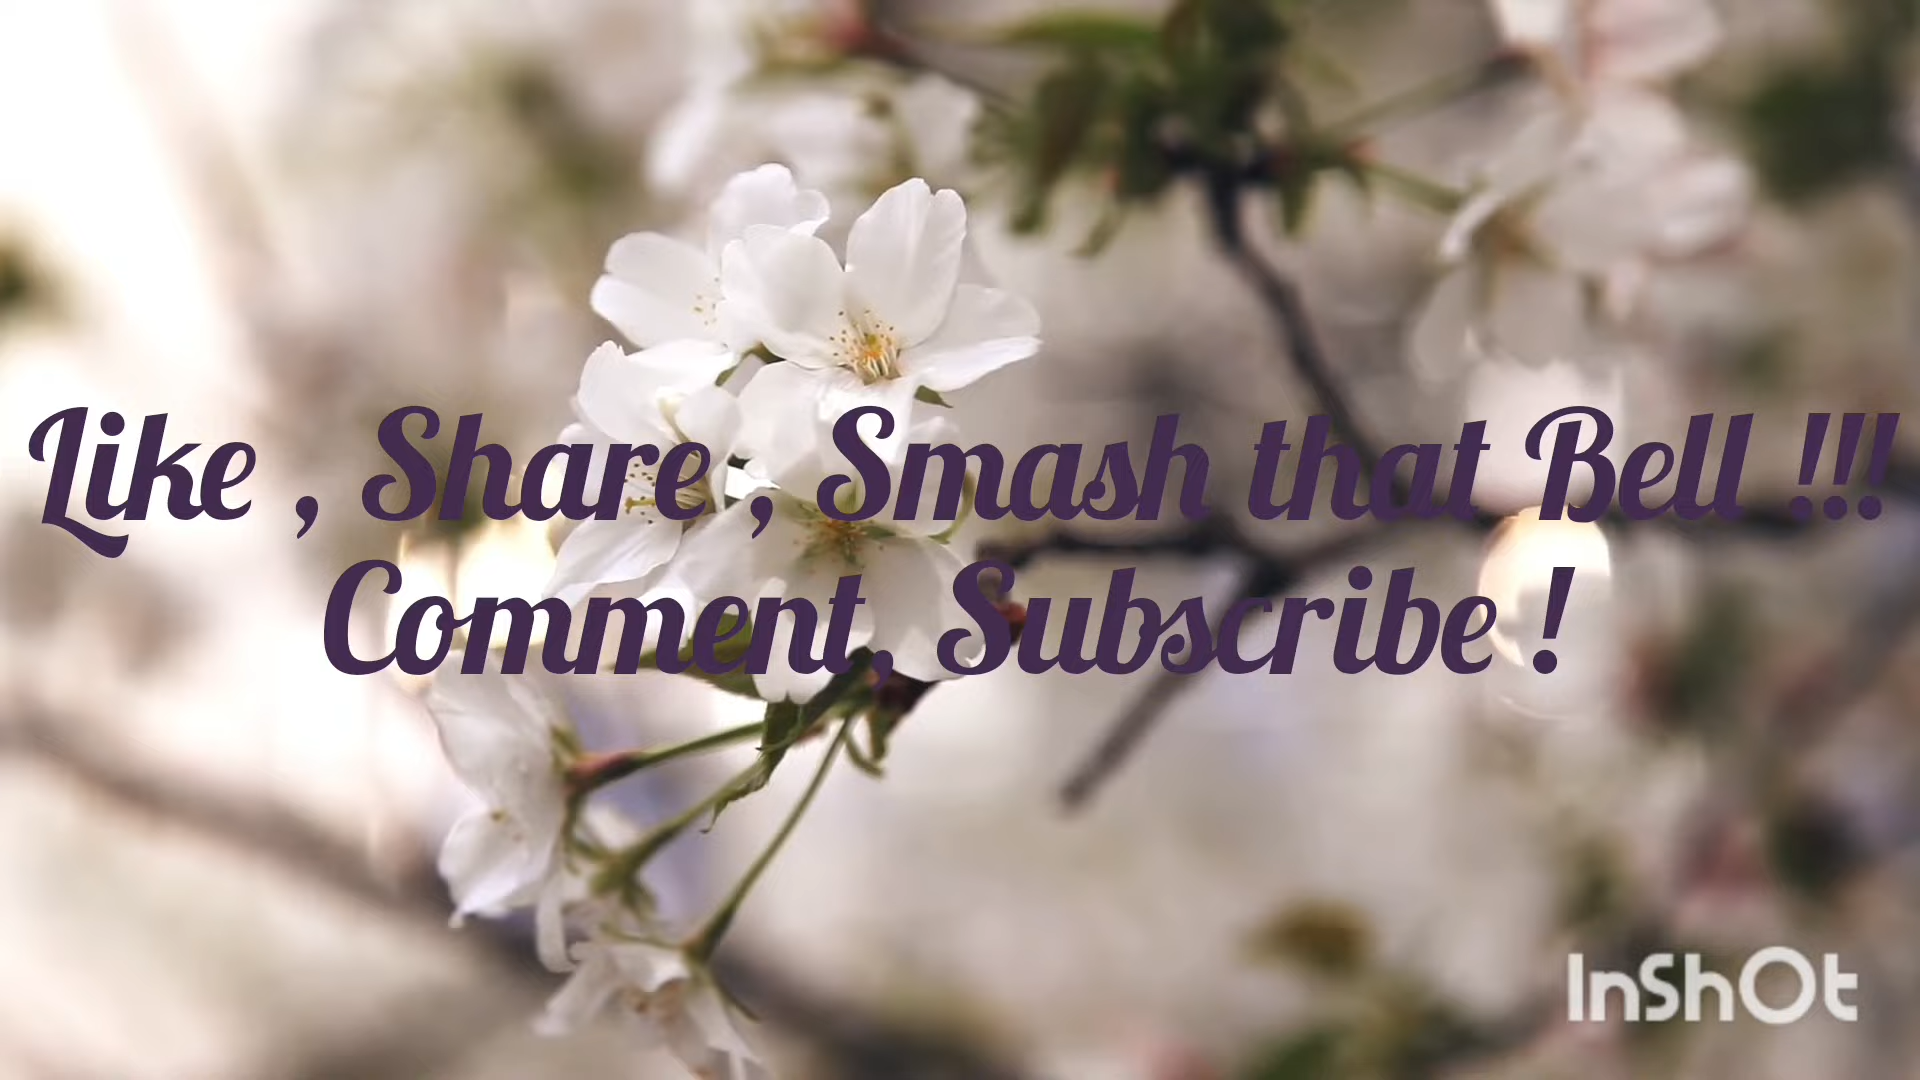 Like , Share , Smash that Bell !!!
Comment, Subscribe !
InShOt